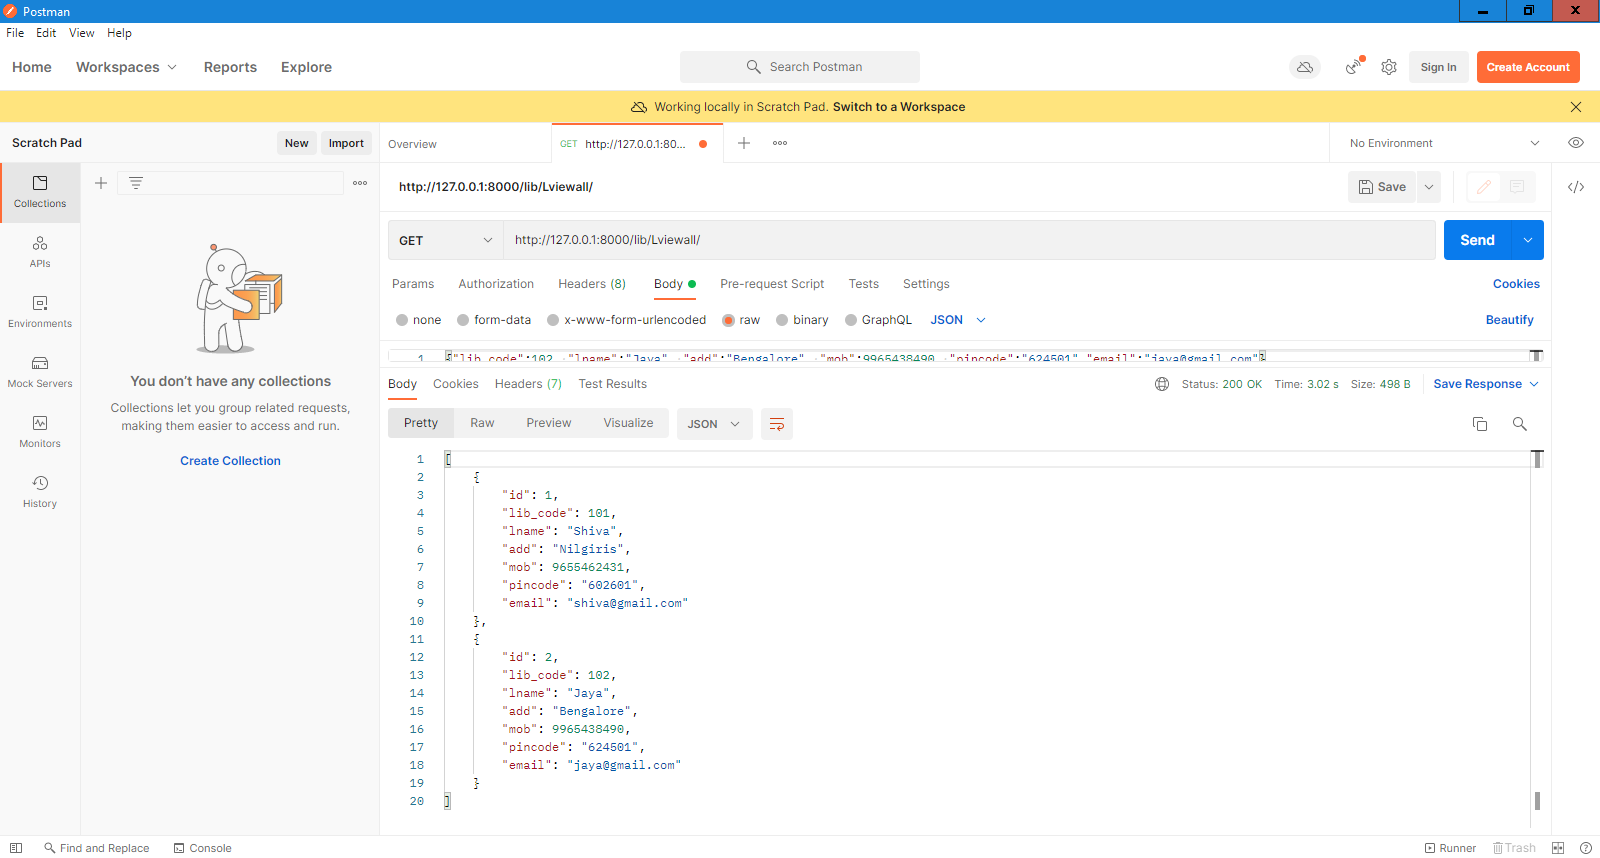 Postman
File Edit View Help
Home Workspaces Reports Explore Search Postman Sign In Create Account
Working locally in Scratch Pad. Switch to a Workspace
Scratch Pad New Import Overview GET http://127.0.0.1:80... No Environment
http://127.0.0.1:8000/lib/Lviewall/ Save
Collections
GET http://127.0.0.1:8000/lib/Lviewall/ Send
APIs
Params Authorization Headers (8) Body Pre-request Script Tests Settings Cookies
Environments
none form-data x-www-form-urlencoded raw binary GraphQL JSON Beautify
1 {"lib_code":102, "lname":"Jaya", "add":"Bengalore", "mob":9965438490, "pincode":"624501","email":"jaya@gmail.com"}
Mock Servers
You don't have any collections
Collections let you group related requests,
making them easier to access and run.
Create Collection
Monitors
History
Body Cookies Headers (7) Test Results Status: 200 OK Time: 3.02 s Size: 498 B Save Response
Pretty Raw Preview Visualize JSON
1 [
2 {
3 "id": 1,
4 "lib_code": 101,
5 "lname": "Shiva",
6 "add": "Nilgiris",
7 "mob": 9655462431,
8 "pincode": "602601",
9 "email": "shiva@gmail.com"
10 },
11 {
12 "id": 2,
13 "lib_code": 102,
14 "lname": "Jaya",
15 "add": "Bengalore",
16 "mob": 9965438490,
17 "pincode": "624501",
18 "email": "jaya@gmail.com"
19 }
20 ]
Find and Replace Console Runner Trash